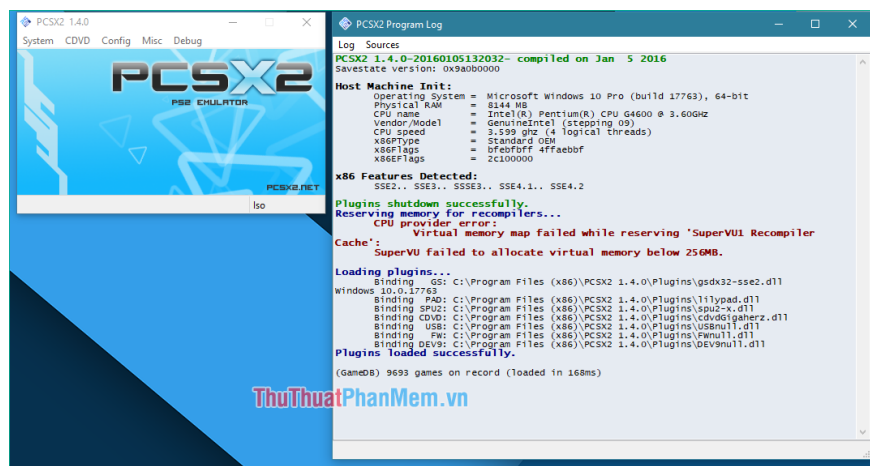 PCSX2 1.4.0
System CDVD Config Misc Debug
PCSX2
PS2 EMULATOR
PCSX2.NET
Iso
PCSX2 Program Log
Log Sources
PCSX2 1.4.0-20160105132032- compiled on Jan 5 2016
Savestate version: 0x9a0b0000
Host Machine Init:
Operating System = Microsoft Windows 10 Pro (build 17763), 64-bit
Physical RAM = 8144 MB
CPU name = Intel(R) Pentium(R) CPU G4600 @ 3.60GHz
Vendor/Model = GenuineIntel (stepping 09)
CPU speed = 3.599 ghz (4 logical threads)
x86PType = Standard OEM
x86Flags = bfebfbff 4ffaebbf
x86EFlags = 2c100000
x86 Features Detected:
SSE2.. SSE3.. SSSE3.. SSE4.1.. SSE4.2
Plugins shutdown successfully.
Reserving memory for recompilers...
CPU provider error:
Virtual memory map failed while reserving 'SuperVU1 Recompiler
Cache':
SuperVU failed to allocate virtual memory below 256MB.
Loading plugins...
Binding GS: C:\Program Files (x86)\PCSX2 1.4.0\Plugins\gsdx32-sse2.dll
Windows 10.0.17763
Binding PAD: C:\Program Files (x86)\PCSX2 1.4.0\Plugins\lilypad.dll
Binding SPU2: C:\Program Files (x86)\PCSX2 1.4.0\Plugins\spu2-x.dll
Binding CDVD: C:\Program Files (x86)\PCSX2 1.4.0\Plugins\cdvdGigaherz.dll
Binding USB: C:\Program Files (x86)\PCSX2 1.4.0\Plugins\USBnull.dll
Binding FW: C:\Program Files (x86)\PCSX2 1.4.0\Plugins\FWnull.dll
Binding DEV9: C:\Program Files (x86)\PCSX2 1.4.0\Plugins\DEV9null.dll
Plugins loaded successfully.
(GameDB) 9693 games on record (loaded in 168ms)
ThuThuatPhanMem.vn